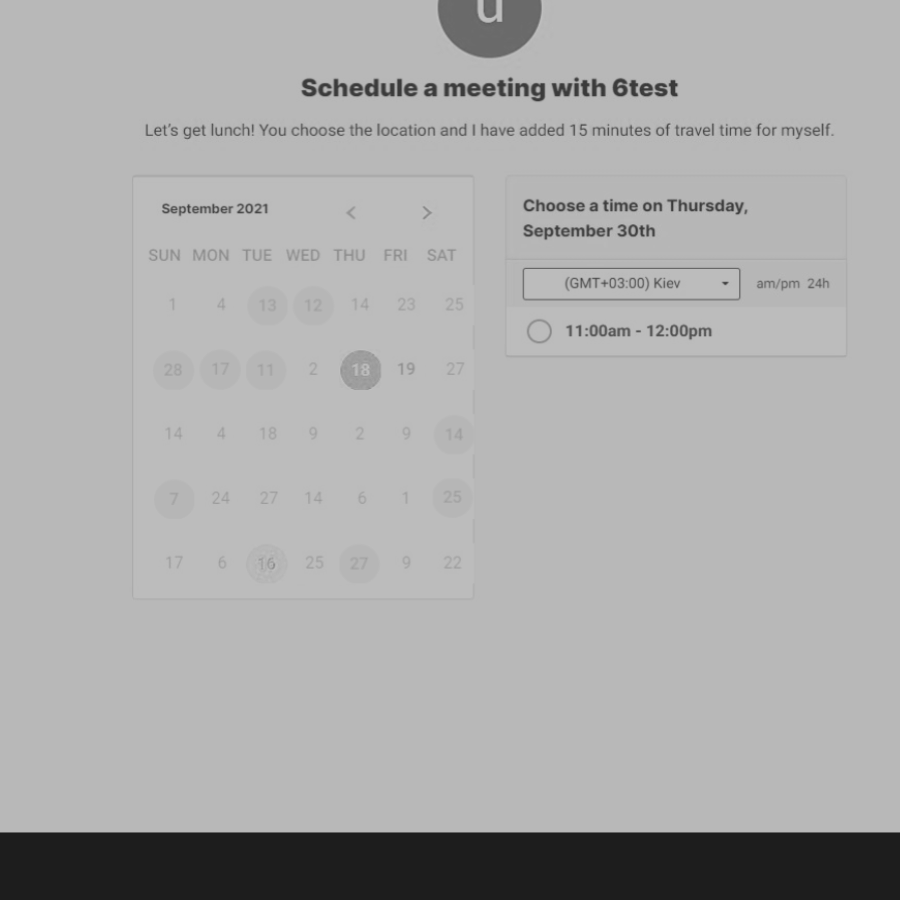 u
Schedule a meeting with 6test
Let's get lunch! You choose the location and I have added 15 minutes of travel time for myself.
September 2021
SUN MON TUE WED THU FRI SAT
1 4 13 12 14 23 25
28 17 11 2 18 19 27
14 4 18 9 2 9 14
7 24 27 14 6 1 25
17 6 16 25 27 9 22
Choose a time on Thursday,
September 30th
(GMT+03:00) Kiev am/pm 24h
11:00am - 12:00pm